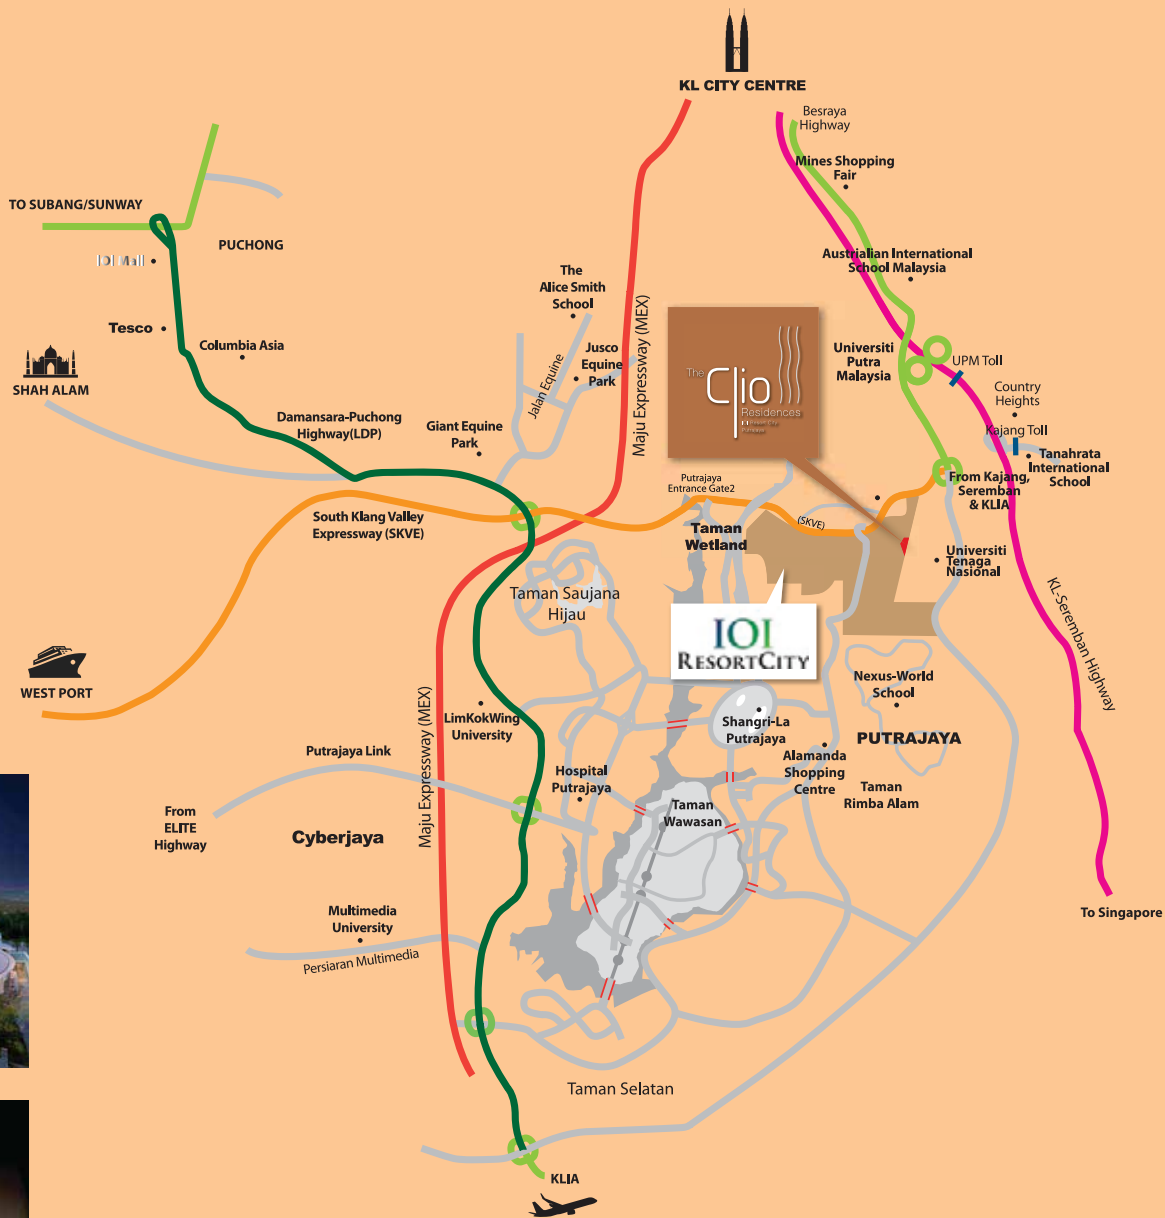 KL CITY CENTRE
Besraya
Highway
Mines Shopping
Fair
TO SUBANG/SUNWAY
PUCHONG
IOI Mall
Austrialian International
School Malaysia
The
Alice Smith
School
Tesco
Columbia Asia
SHAH ALAM
Jalan Equine
Jusco
Equine
Park
Maju Expressway (MEX)
The
Clio
Residences
Universiti
Putra
Malaysia
UPM Toll
Country
Heights
Kajang Toll
Tanahrata
International
School
Damansara-Puchong
Highway(LDP)
Giant Equine
Park
Putrajaya
Entrance Gate2
From Kajang,
Seremban
& KLIA
South Klang Valley
Expressway (SKVE)
Taman
Wetland
(SKVE)
Universiti
Tenaga
Nasional
KL-Seremban Highway
Taman Saujana
Hijau
IOI
RESORTCITY
WEST PORT
Nexus-World
School
LimKokWing
University
Maju Expressway (MEX)
Shangri-La
Putrajaya
PUTRAJAYA
Putrajaya Link
Alamanda
Shopping
Centre
Hospital
Putrajaya
Taman
Rimba Alam
Taman
Wawasan
From
ELITE
Highway
Cyberjaya
Multimedia
University
Persiaran Multimedia
To Singapore
Taman Selatan
KLIA